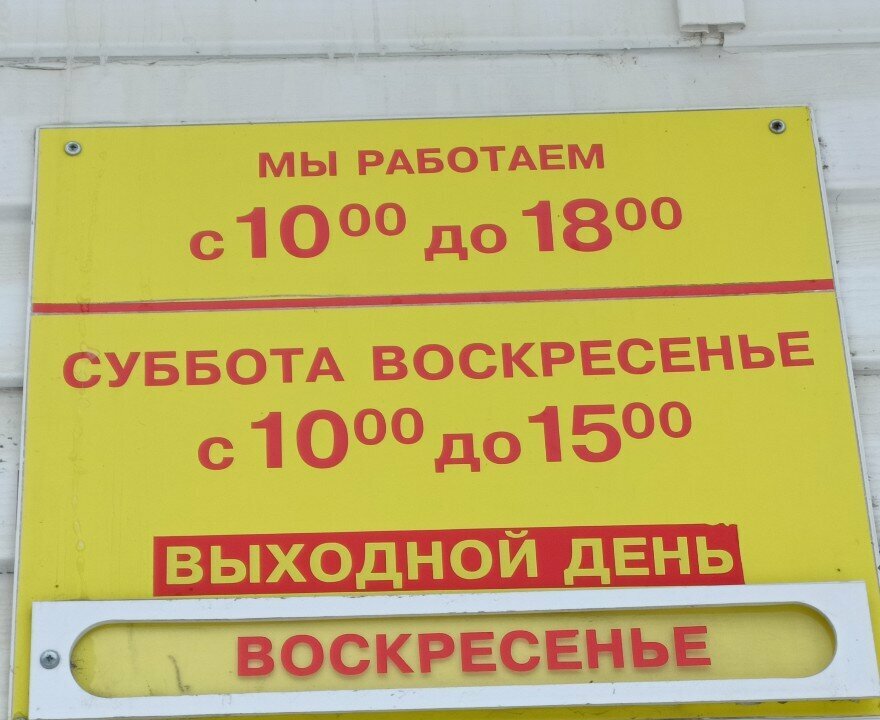 МЫ РАБОТАЕМ
с 10⁰⁰ до 18⁰⁰
СУББОТА ВОСКРЕСЕНЬЕ
с 10⁰⁰ до 15⁰⁰
ВЫХОДНОЙ ДЕНЬ
ВОСКРЕСЕНЬЕ